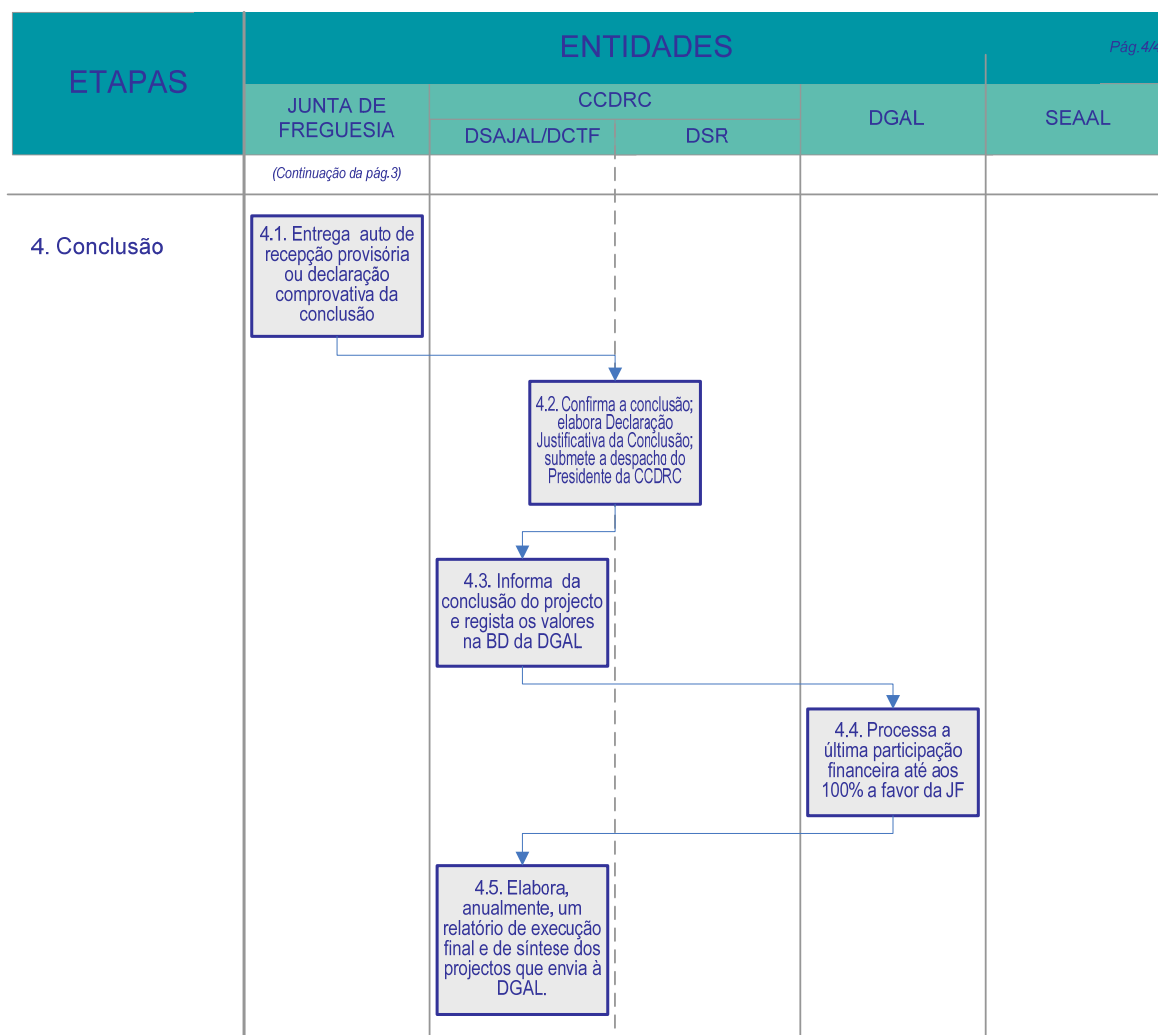 ETAPAS
ENTIDADES
Pág.4/4
JUNTA DE
FREGUESIA
CCDRC
DSAJAL/DCTF
DSR
DGAL
SEAAL
(Continuação da pág.3)
4. Conclusão
4.1. Entrega auto de
recepção provisória
ou declaração
comprovativa da
conclusão
4.2. Confirma a conclusão;
elabora Declaração
Justificativa da Conclusão;
submete a despacho do
Presidente da CCDRC
4.3. Informa da
conclusão do projecto
e regista os valores
na BD da DGAL
4.4. Processa a
última participação
financeira até aos
100% a favor da JF
4.5. Elabora,
anualmente, um
relatório de execução
final e de síntese dos
projectos que envia à
DGAL.